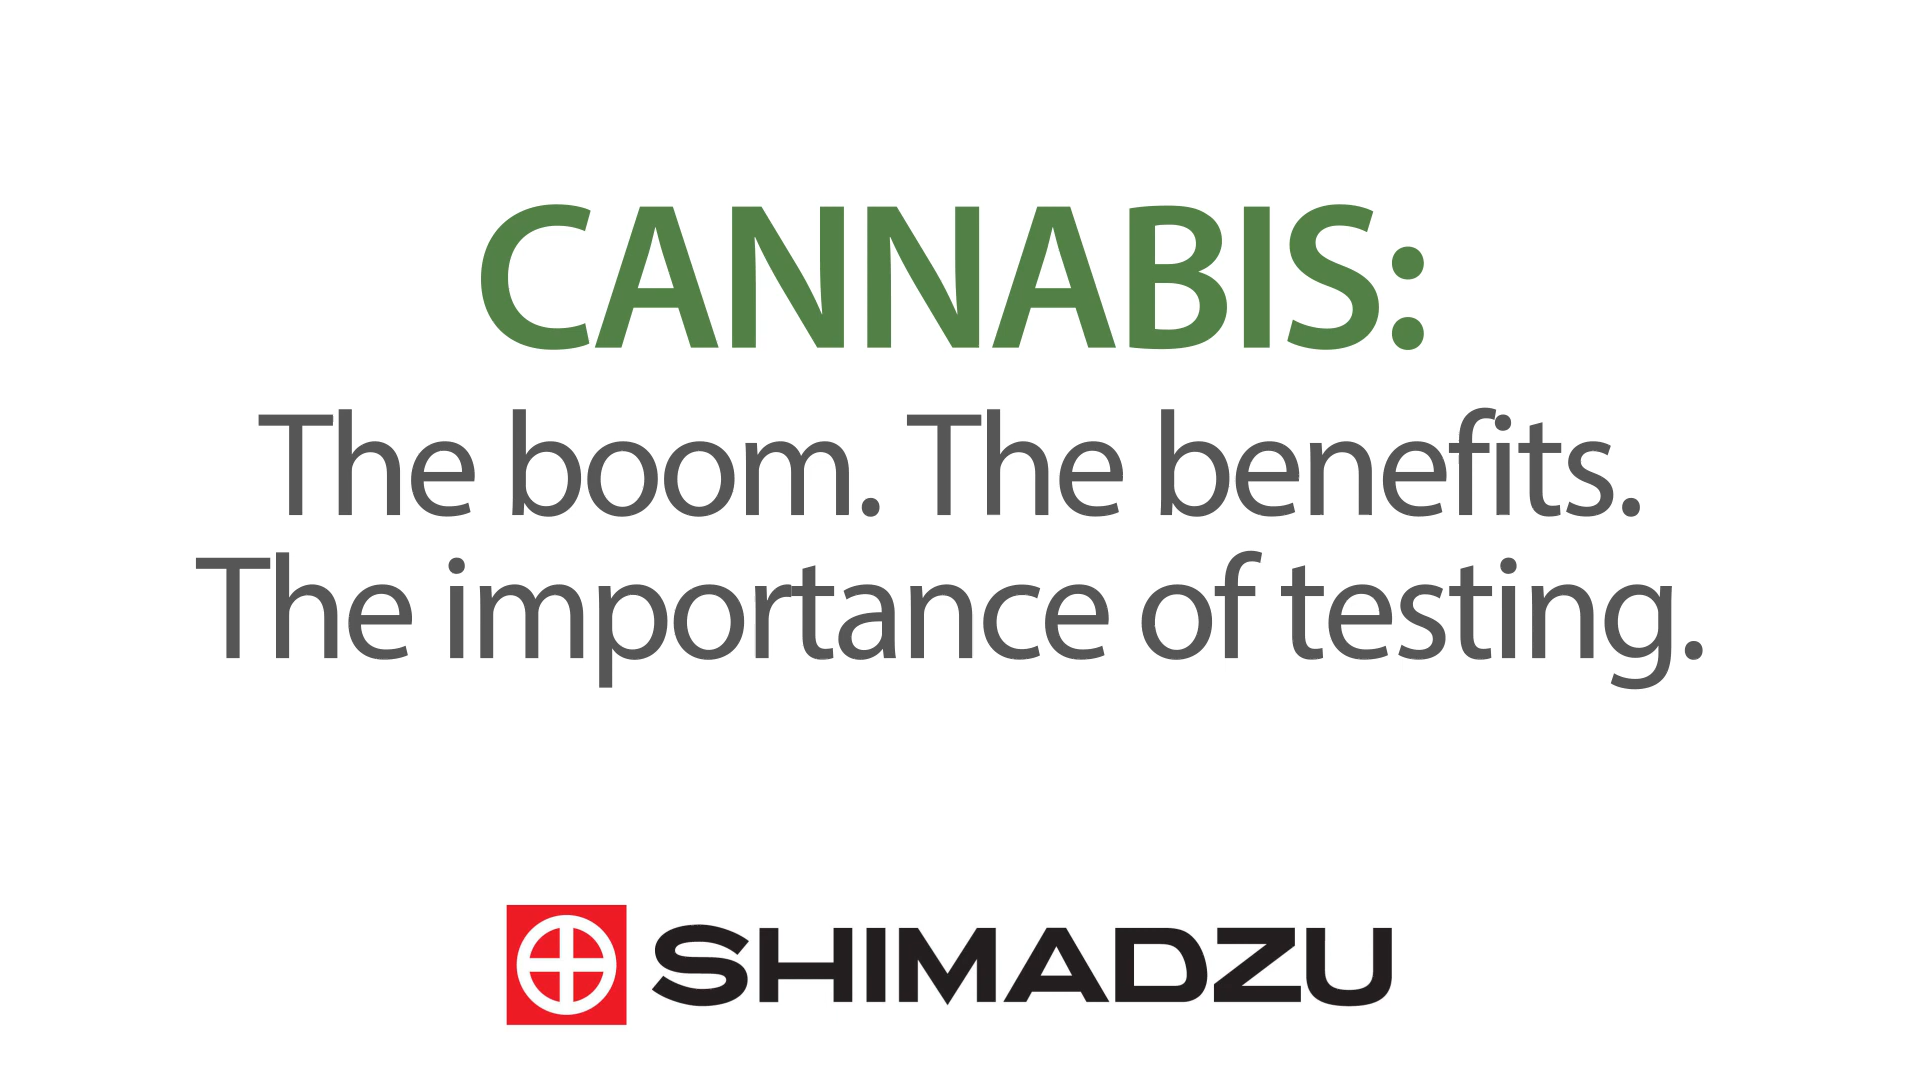 CANNABIS:
The boom. The benefits.
The importance of testing.
SHIMADZU